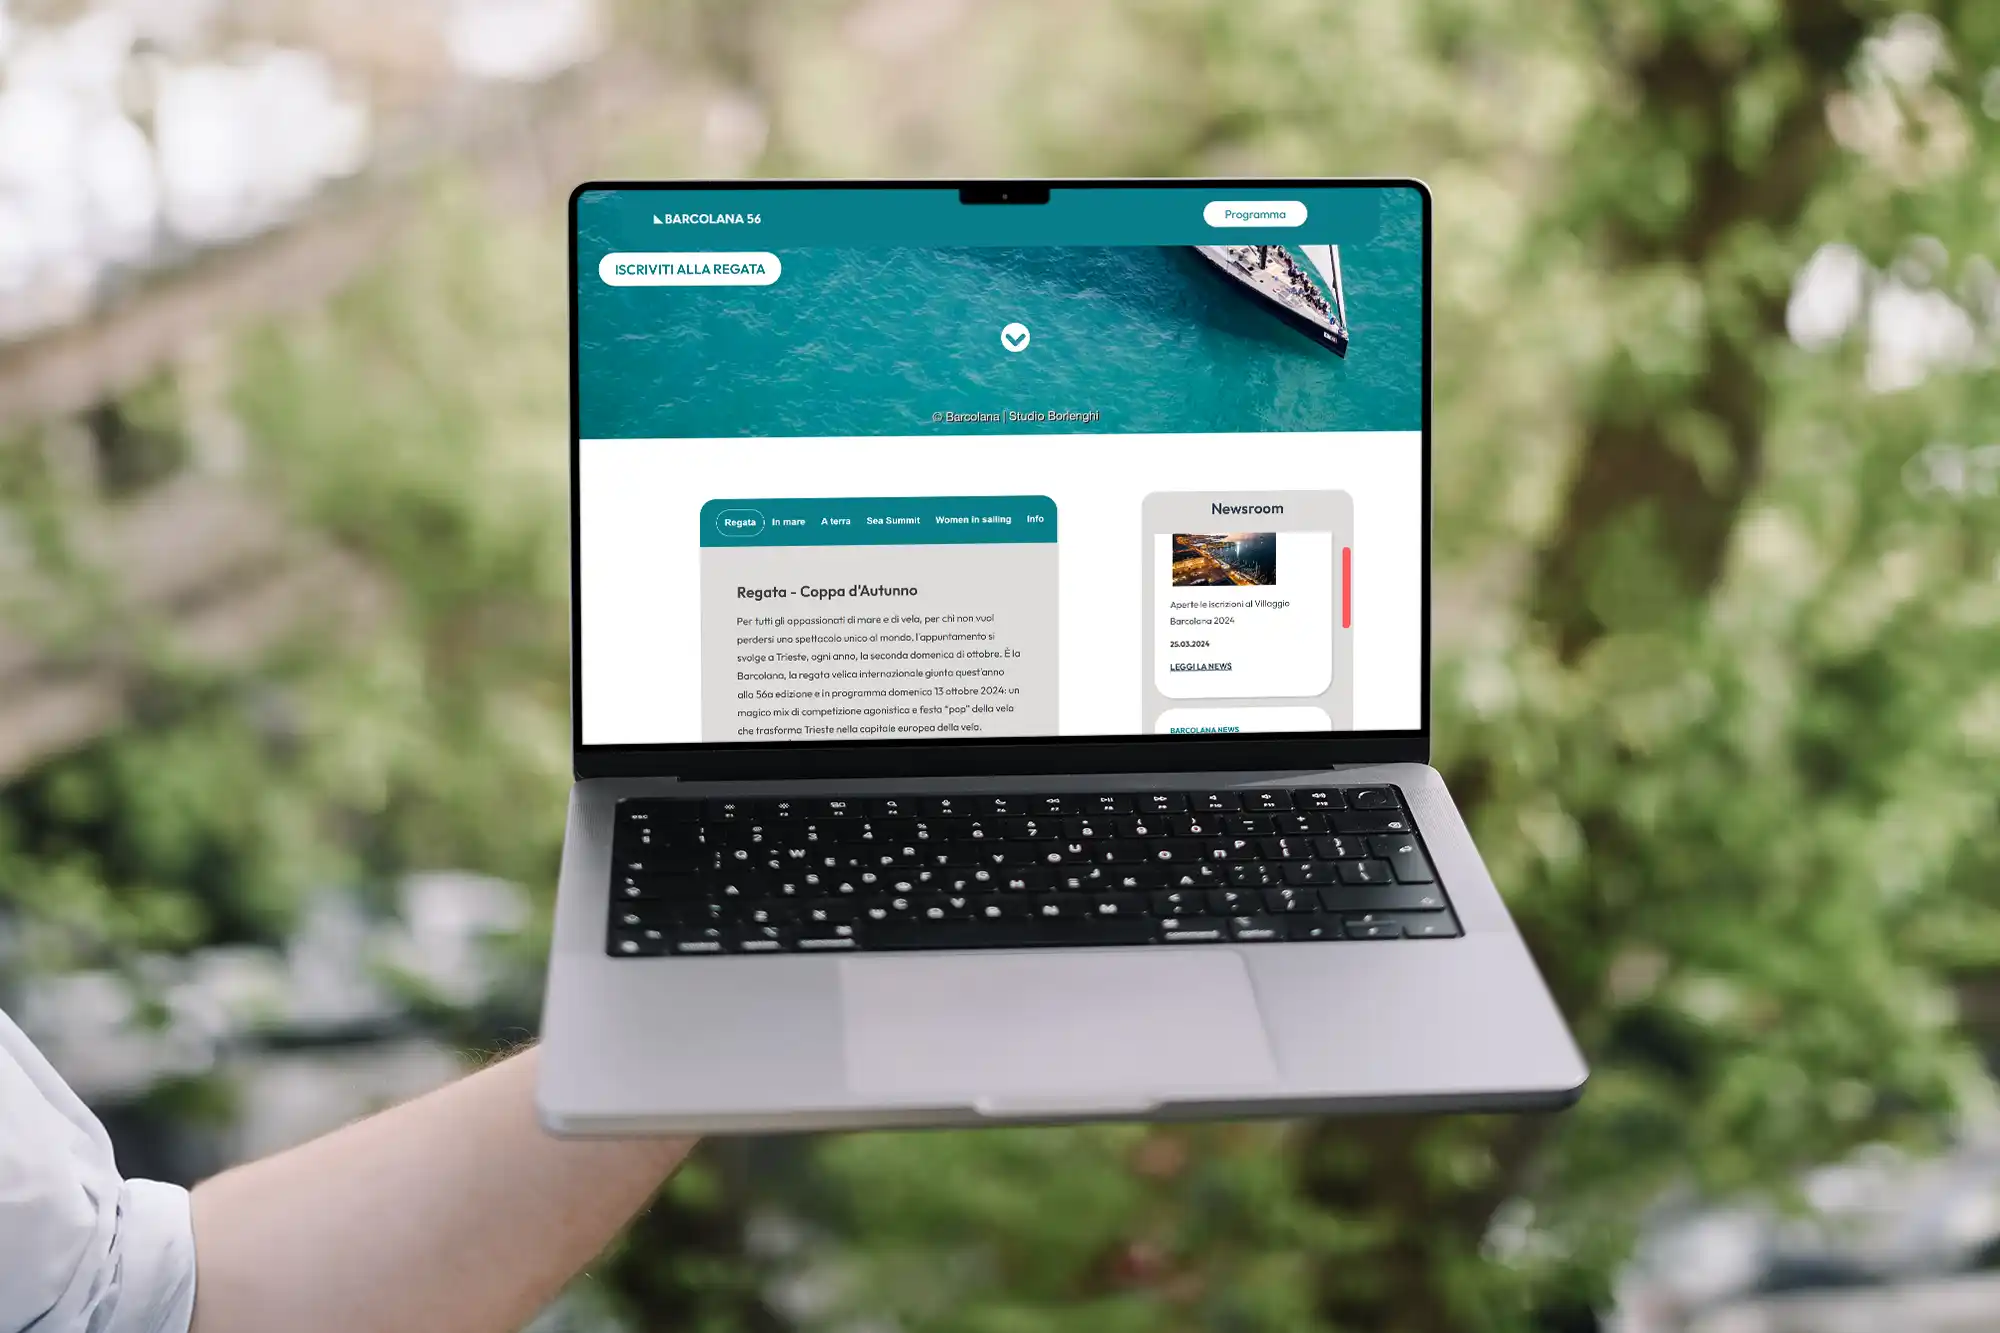 BARCOLANA 56
Programma
ISCRIVITI ALLA REGATA
© Barcolana | Studio Borlenghi
Regata
In mare
A terra
Sea Summit
Women in sailing
Info
Regata - Coppa d'Autunno
Per tutti gli appassionati di mare e di vela, per chi non vuol
perdersi uno spettacolo unico al mondo, l'appuntamento si
svolge a Trieste, ogni anno, la seconda domenica di ottobre. È la
Barcolana, la regata velica internazionale giunta quest'anno
alla 56a edizione e in programma domenica 13 ottobre 2024: un
magico mix di competizione agonistica e festa "pop" della vela
che trasforma Trieste nella capitale europea della vela.
Newsroom
Aperte le iscrizioni al Villaggio
Barcolana 2024
25.03.2024
LEGGI LA NEWS
BARCOLANA NEWS